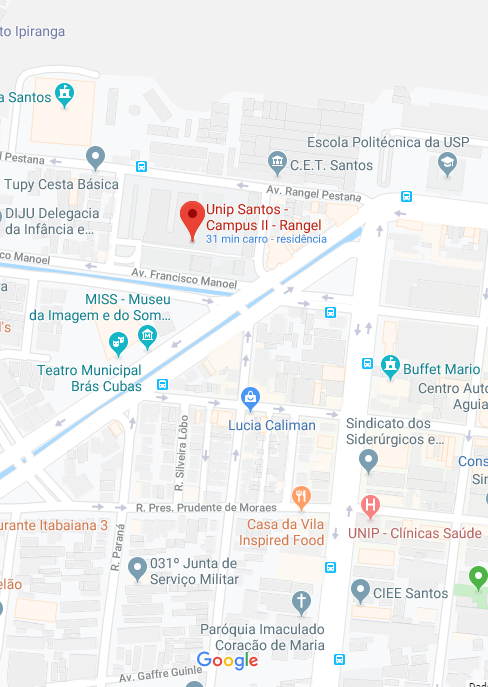 to Ipiranga
a Santos
Escola Politécnica da USP
Pestana
C.E.T. Santos
Tupy Cesta Básica
Av. Rangel Pestana
DIJU Delegacia
da Infância e...
Unip Santos -
Campus II - Rangel
31 min carro - residência
co Manoel
Av. Francisco Manoel
ra
MISS - Museu
da Imagem e do Som...
l's
Teatro Municipal
Brás Cubas
Buffet Mario
Centro Auto
Aguia
Lucia Caliman
R. Silveira Lôbo
Sindicato dos
Siderúrgicos e...
Cons
Sin
R. Pres. Prudente de Moraes
urante Itabaiana 3
Casa da Vila
Inspired Food
UNIP - Clínicas Saúde
R. Paraná
031º Junta de
Serviço Militar
elão
CIEE Santos
Paróquia Imaculado
Coração de Maria
Google
Av. Gaffre Guinle